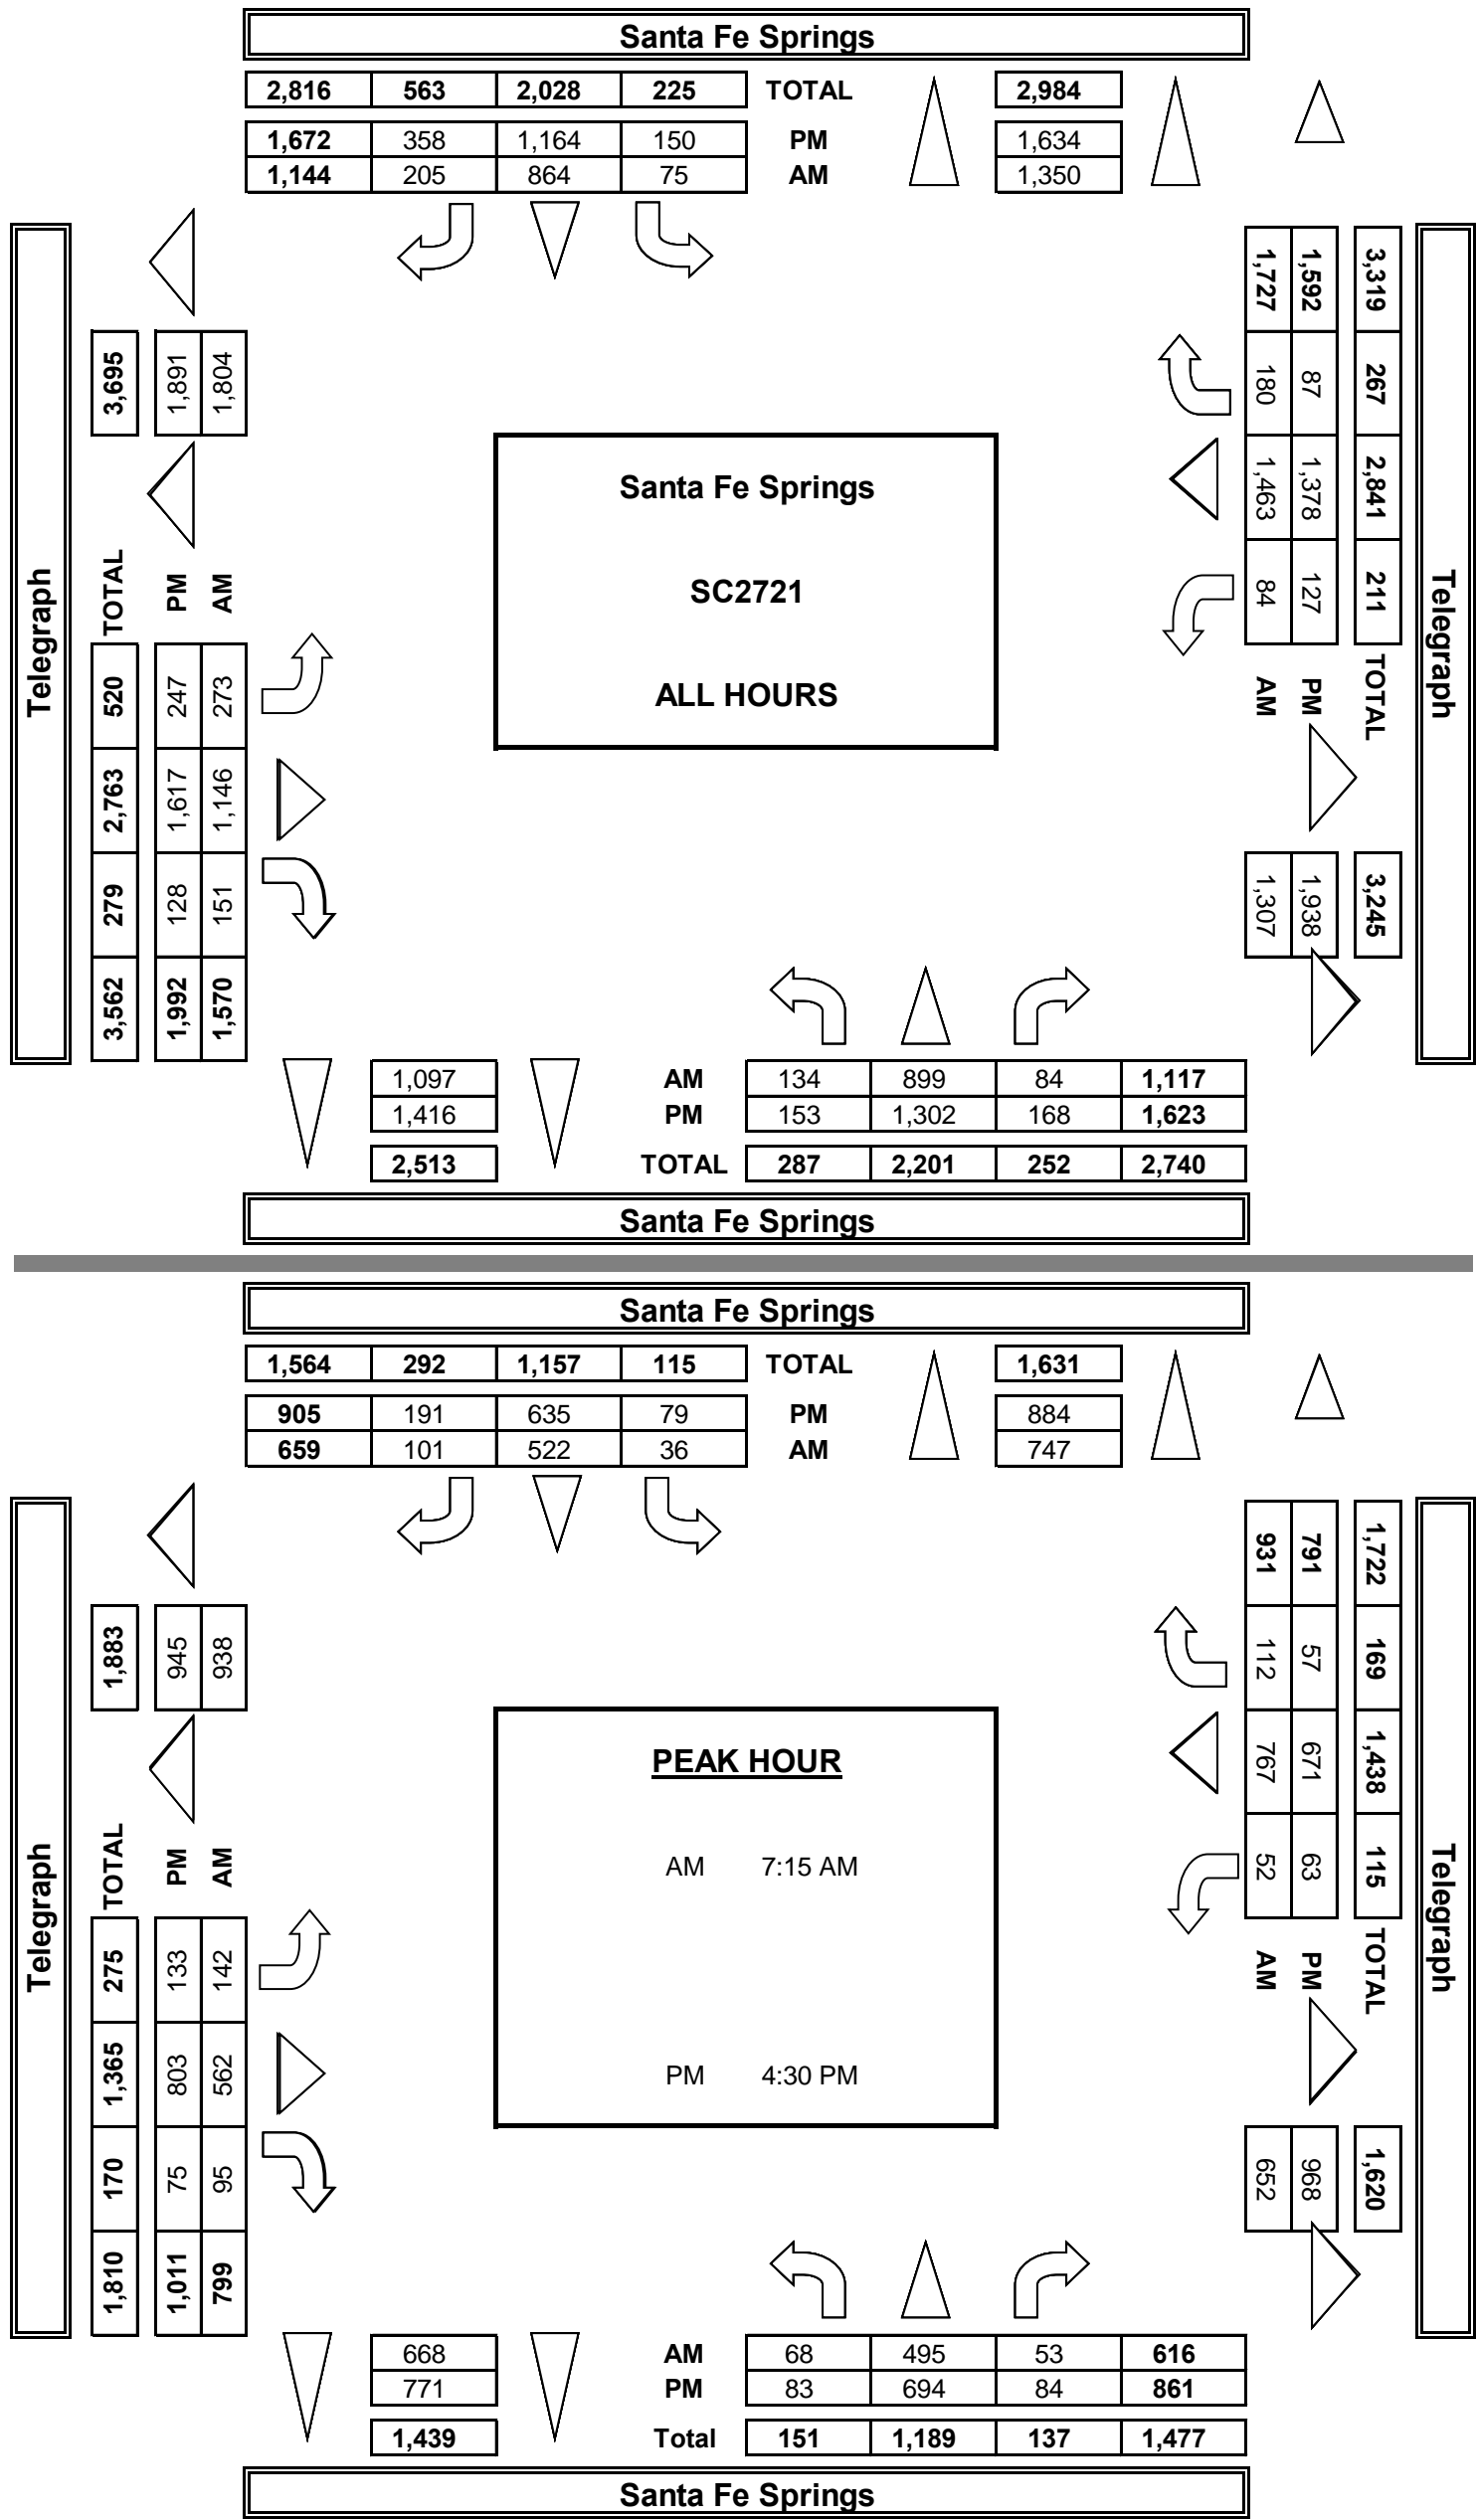 Santa Fe Springs
2,816 563 2,028 225 TOTAL 2,984
1,672 358 1,164 150 PM 1,634
1,144 205 864 75 AM 1,350
Telegraph
3,695
1,891
1,804
TOTAL
PM
AM
520 2,763 279 3,562
247 1,617 128 1,992
273 1,146 151 1,570
Santa Fe Springs
SC2721
ALL HOURS
3,319 267 2,841 211 TOTAL 3,245
1,592 87 1,378 127 PM 1,938
1,727 180 1,463 84 AM 1,307
Telegraph
1,097 AM 134 899 84 1,117
1,416 PM 153 1,302 168 1,623
2,513 TOTAL 287 2,201 252 2,740
Santa Fe Springs
Santa Fe Springs
1,564 292 1,157 115 TOTAL 1,631
905 191 635 79 PM 884
659 101 522 36 AM 747
Telegraph
1,883
945
938
TOTAL
PM
AM
275 1,365 170 1,810
133 803 75 1,011
142 562 95 799
PEAK HOUR
AM 7:15 AM
PM 4:30 PM
1,722 169 1,438 115 TOTAL 1,620
791 57 671 63 PM 968
931 112 767 52 AM 652
Telegraph
668 AM 68 495 53 616
771 PM 83 694 84 861
1,439 Total 151 1,189 137 1,477
Santa Fe Springs